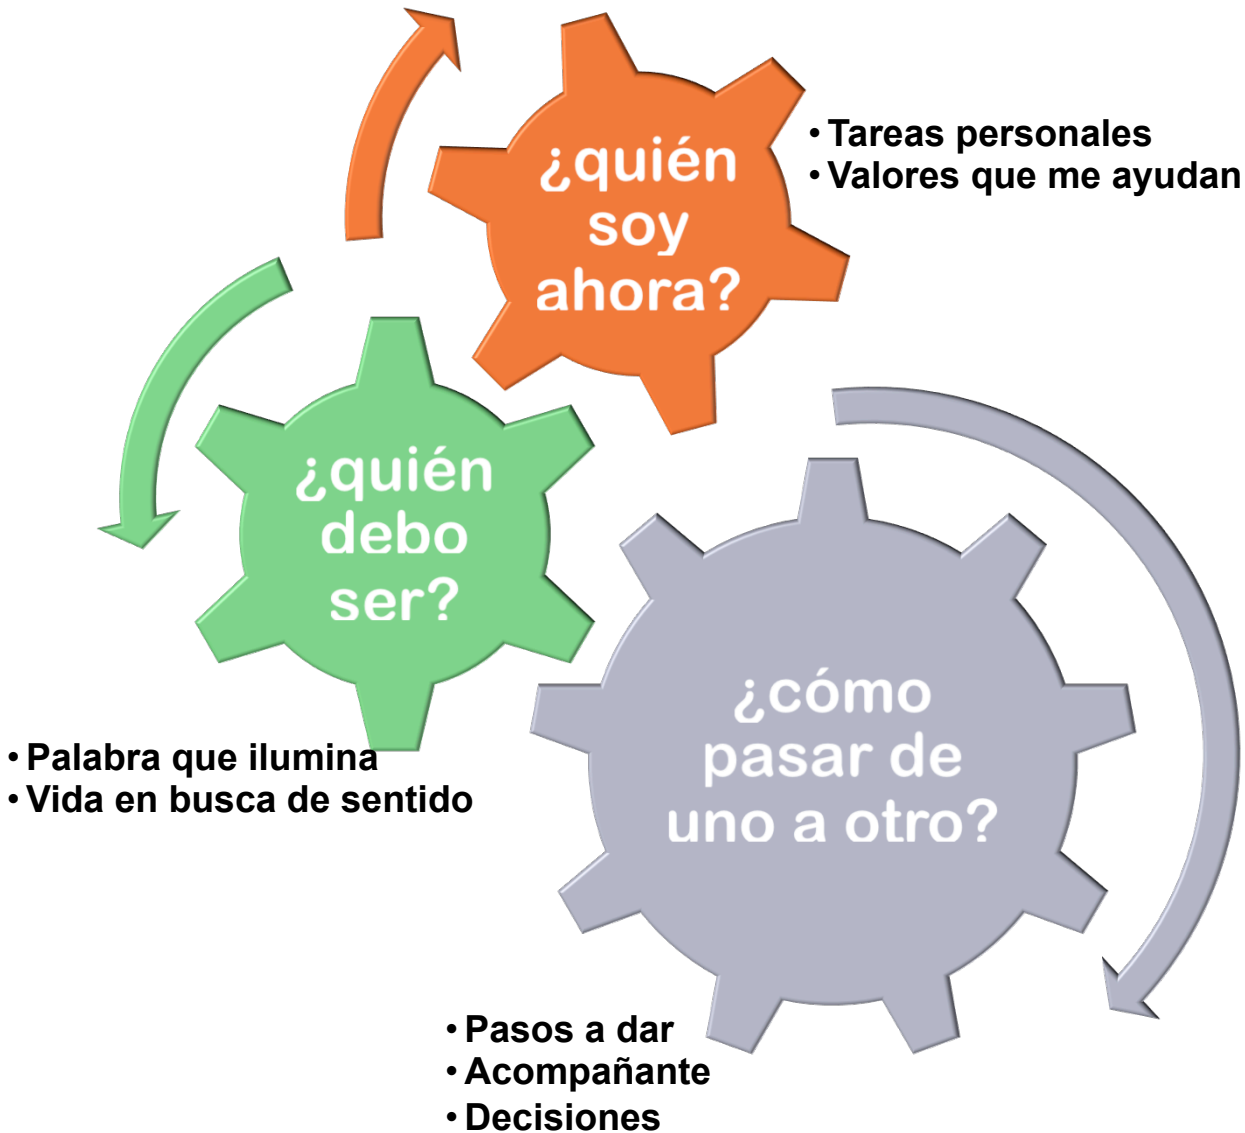 ¿quién
soy
ahora?
• Tareas personales
• Valores que me ayudan
¿quién
debo
ser?
• Palabra que ilumina
• Vida en busca de sentido
¿cómo
pasar de
uno a otro?
• Pasos a dar
• Acompañante
• Decisiones